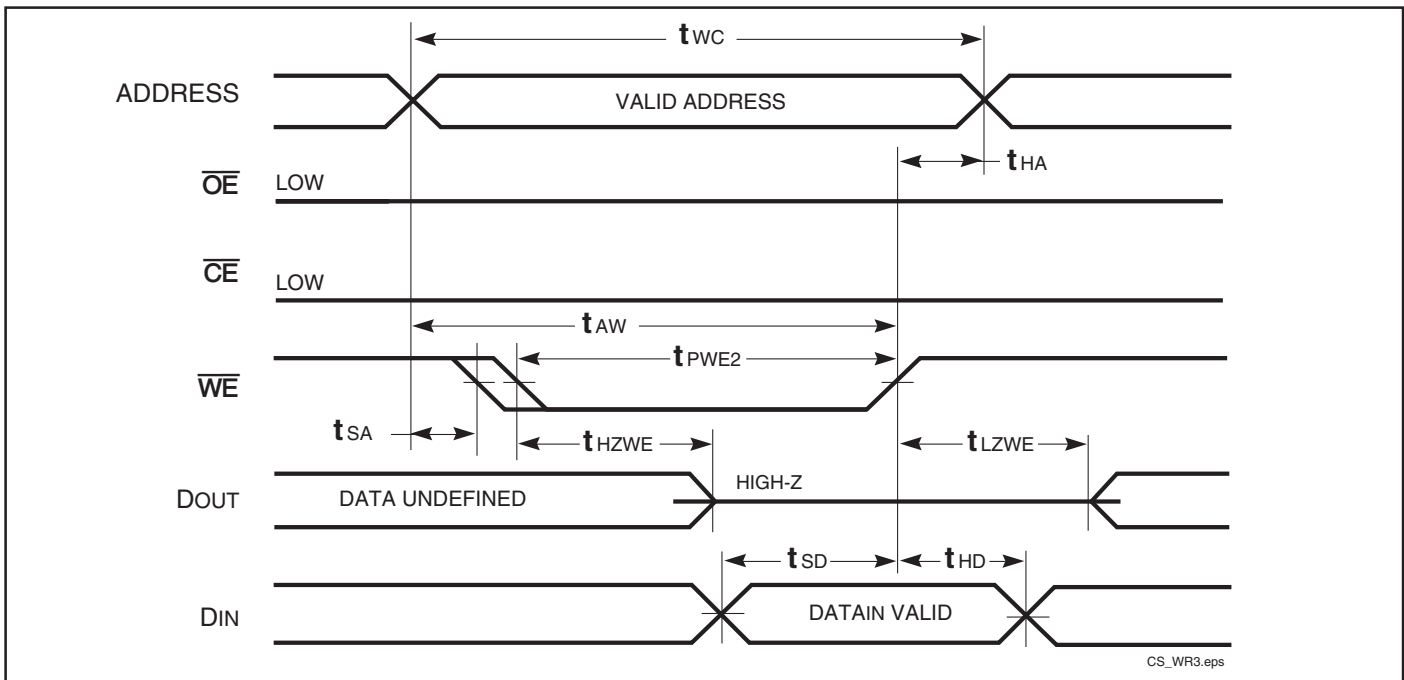 tWC
ADDRESS
VALID ADDRESS
tHA
OE
LOW
CE
LOW
tAW
tPWE2
WE
tSA
tHZWE
tLZWE
DOUT
DATA UNDEFINED
HIGH-Z
tSD
tHD
DIN
DATAIN VALID
CS_WR3.eps